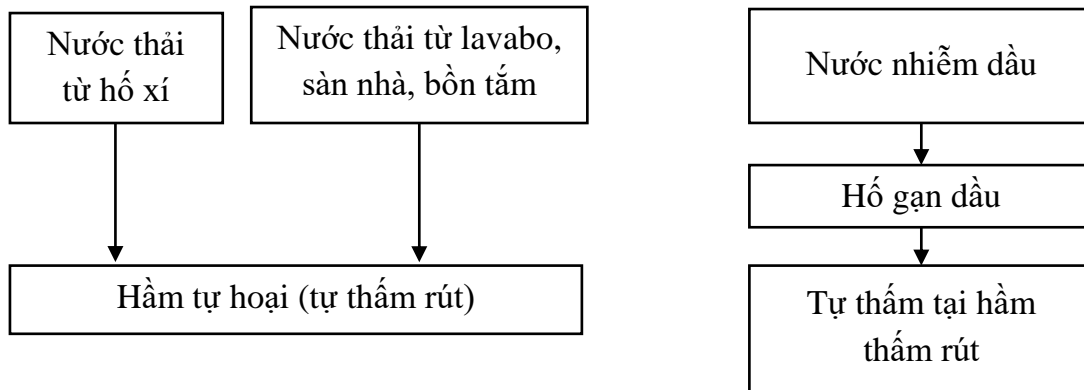 Nước thải
từ hố xí
Nước thải từ lavabo,
sàn nhà, bồn tắm
Hầm tự hoại (tự thấm rút)
Nước nhiễm dầu
Hố gạn dầu
Tự thấm tại hầm
thấm rút